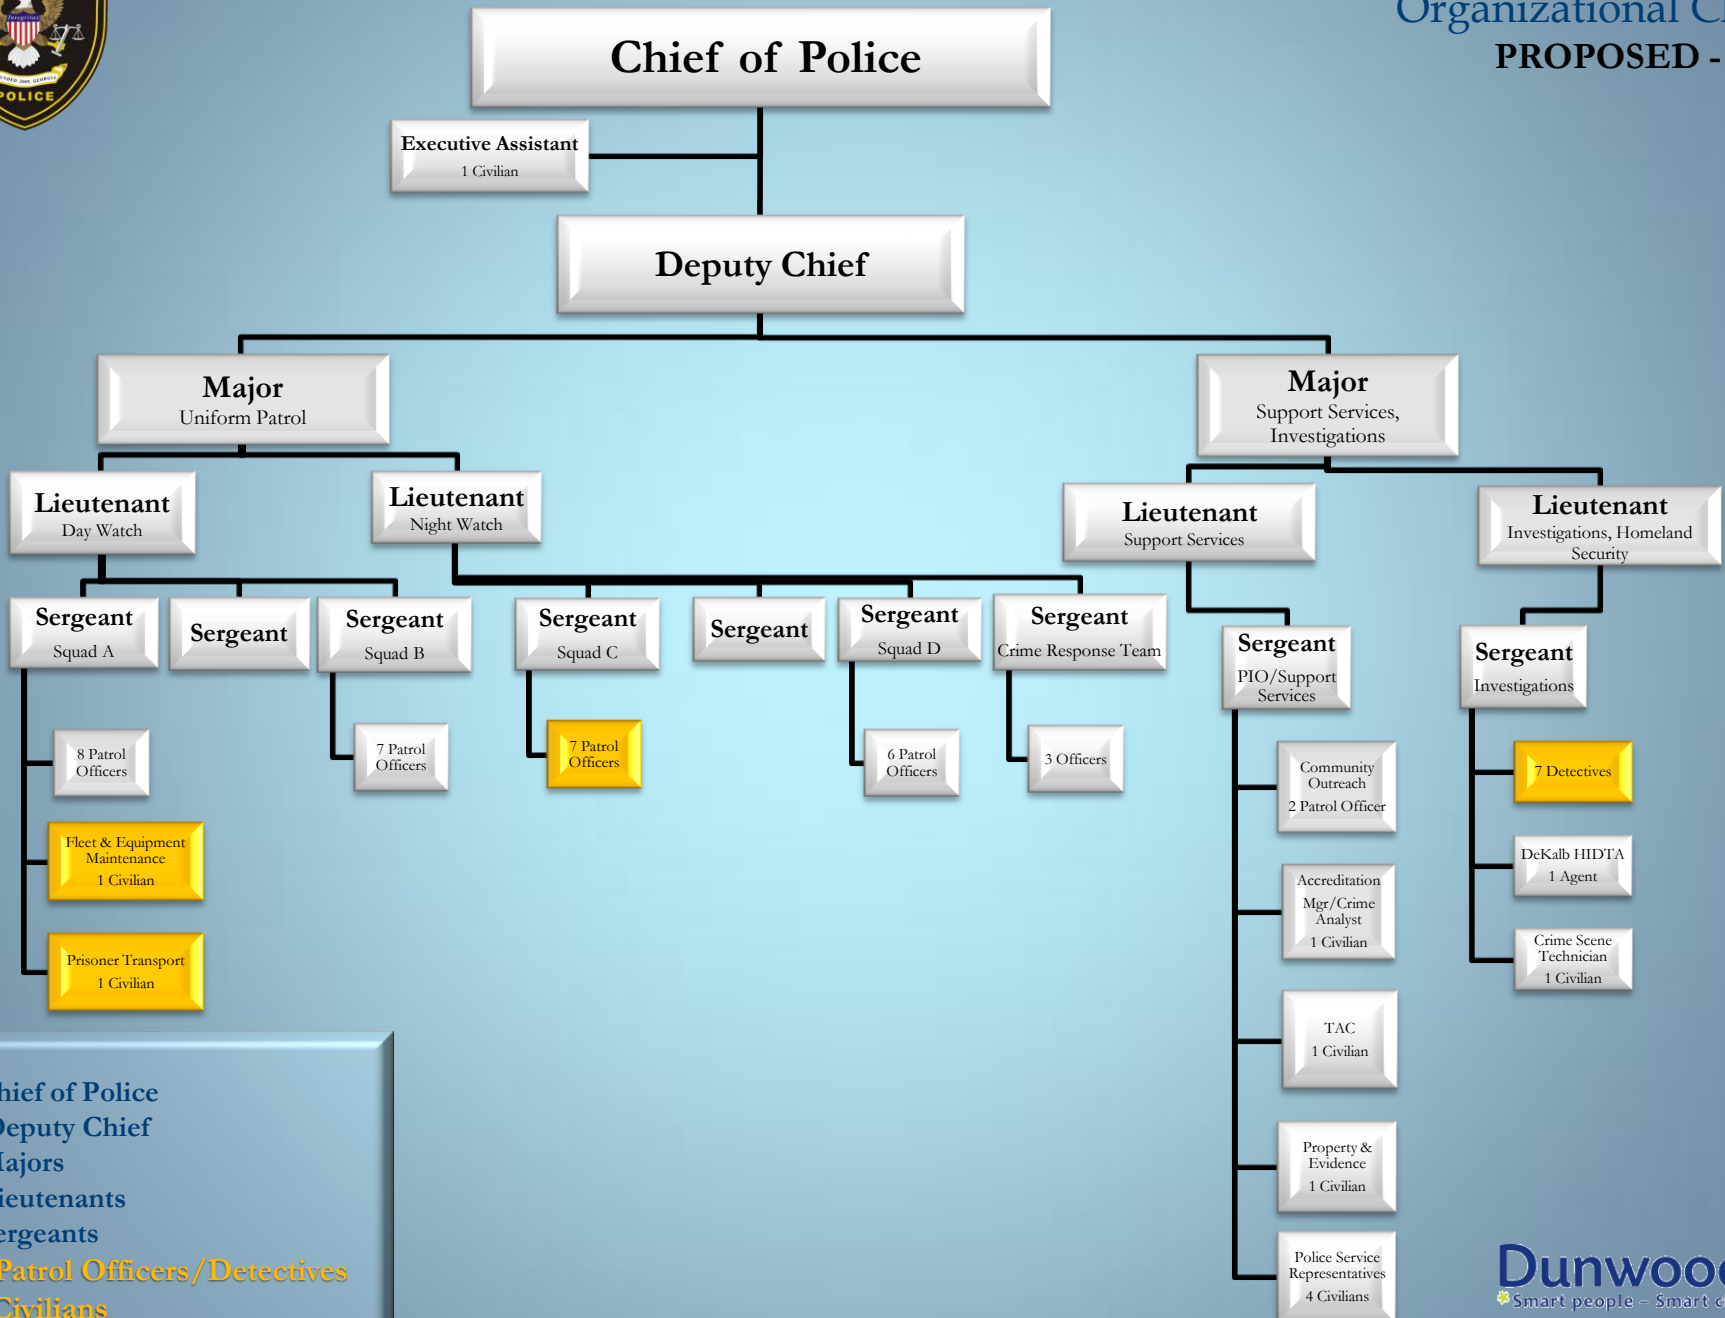 Integritas
POLICE
PROPOSED -
Organizational
Chief of Police
Executive Assistant
1 Civilian
Deputy Chief
Major
Uniform Patrol
Major
Support Services,
Investigations
Lieutenant
Day Watch
Lieutenant
Night Watch
Lieutenant
Support Services
Lieutenant
Investigations, Homeland
Security
Sergeant
Squad A
Sergeant
Sergeant
Squad B
Sergeant
Squad C
Sergeant
Sergeant
Squad D
Sergeant
Crime Response Team
Sergeant
PIO/Support
Services
Sergeant
Investigations
8 Patrol
Officers
Fleet & Equipment
Maintenance
1 Civilian
Prisoner Transport
1 Civilian
7 Patrol
Officers
7 Patrol
Officers
6 Patrol
Officers
3 Officers
Community
Outreach
2 Patrol Officer
Accreditation
Mgr/Crime
Analyst
1 Civilian
TAC
1 Civilian
Property &
Evidence
1 Civilian
Police Service
Representatives
4 Civilians
7 Detectives
DeKalb HIDTA
1 Agent
Crime Scene
Technician
1 Civilian
hief of Police
Deputy Chief
ajors
ieutenants
ergeants
Patrol Officers/Detectives
Civilians
Dunwoo
Smart people – Smart